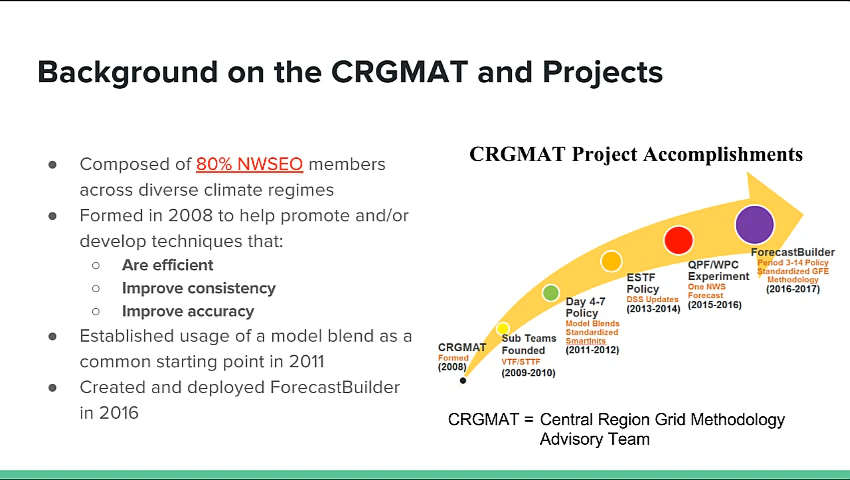 Background on the CRGMAT and Projects
● Composed of 80% NWSEO members
across diverse climate regimes
● Formed in 2008 to help promote and/or
develop techniques that:
○ Are efficient
○ Improve consistency
○ Improve accuracy
● Established usage of a model blend as a
common starting point in 2011
● Created and deployed ForecastBuilder
in 2016
CRGMAT Project Accomplishments
CRGMAT
Formed
(2008)
Sub Teams
Founded
VTF/STTF
(2009-2010)
Day 4-7
Policy
Model Blends
Standardized
SmartInits
(2011-2012)
ESTF
Policy
DSS Updates
(2013-2014)
QPF/WPC
Experiment
One NWS
Forecast
(2015-2016)
ForecastBuilder
Period 3-14 Policy
Standardized GFE
Methodology
(2016-2017)
CRGMAT = Central Region Grid Methodology
Advisory Team